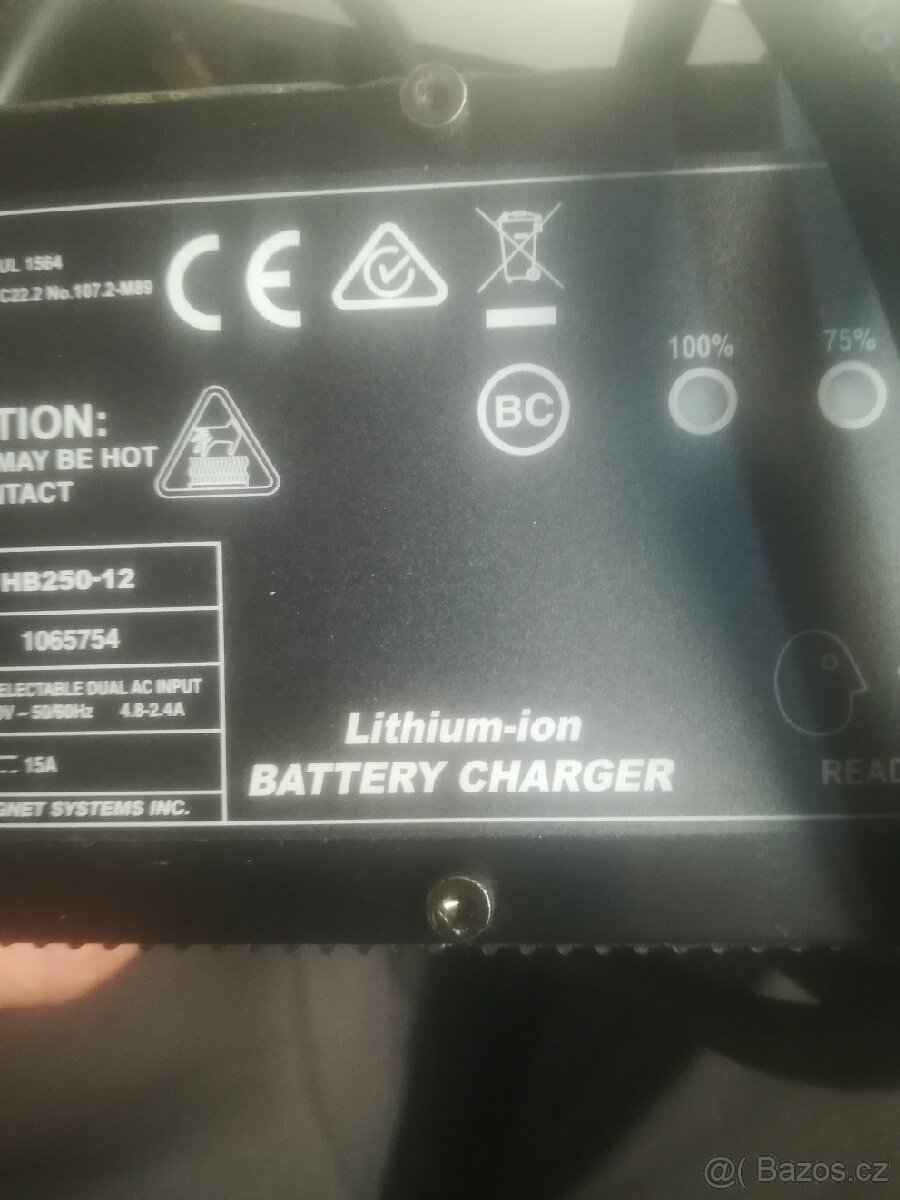 UL 1564
C22.2 No.107.2-M89
CE
100%
75%
BC
TION:
MAY BE HOT
NTACT
HB250-12
1065754
ELECTABLE DUAL AC INPUT
0V ~ 50/60Hz 4.8-2.4A
15A
GNET SYSTEMS INC.
Lithium-ion
BATTERY CHARGER
READ
@( Bazos.cz